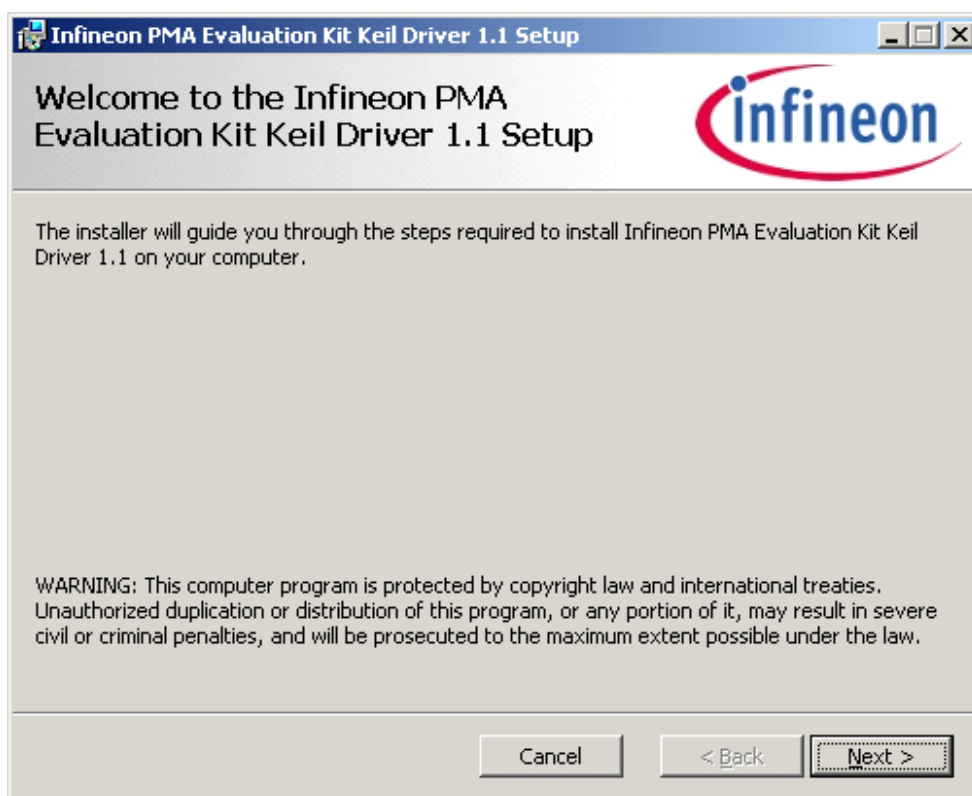 Infineon PMA Evaluation Kit Keil Driver 1.1 Setup
Welcome to the Infineon PMA
Evaluation Kit Keil Driver 1.1 Setup
infineon
The installer will guide you through the steps required to install Infineon PMA Evaluation Kit Keil
Driver 1.1 on your computer.
WARNING: This computer program is protected by copyright law and international treaties.
Unauthorized duplication or distribution of this program, or any portion of it, may result in severe
civil or criminal penalties, and will be prosecuted to the maximum extent possible under the law.
Cancel < Back Next >